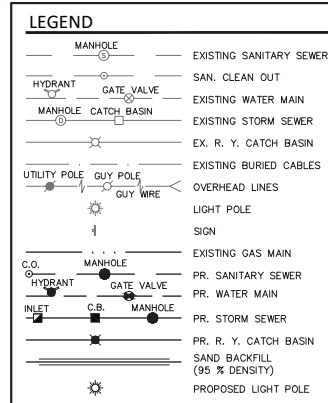 LEGEND
MANHOLE
S
EXISTING SANITARY SEWER
SAN. CLEAN OUT
HYDRANT
GATE VALVE
EXISTING WATER MAIN
MANHOLE CATCH BASIN
D
EXISTING STORM SEWER
EX. R. Y. CATCH BASIN
EXISTING BURIED CABLES
UTILITY POLE GUY POLE
GUY WIRE
OVERHEAD LINES
LIGHT POLE
SIGN
EXISTING GAS MAIN
C.O. MANHOLE
PR. SANITARY SEWER
HYDRANT GATE VALVE
PR. WATER MAIN
INLET C.B. MANHOLE
PR. STORM SEWER
PR. R. Y. CATCH BASIN
SAND BACKFILL
(95 % DENSITY)
PROPOSED LIGHT POLE